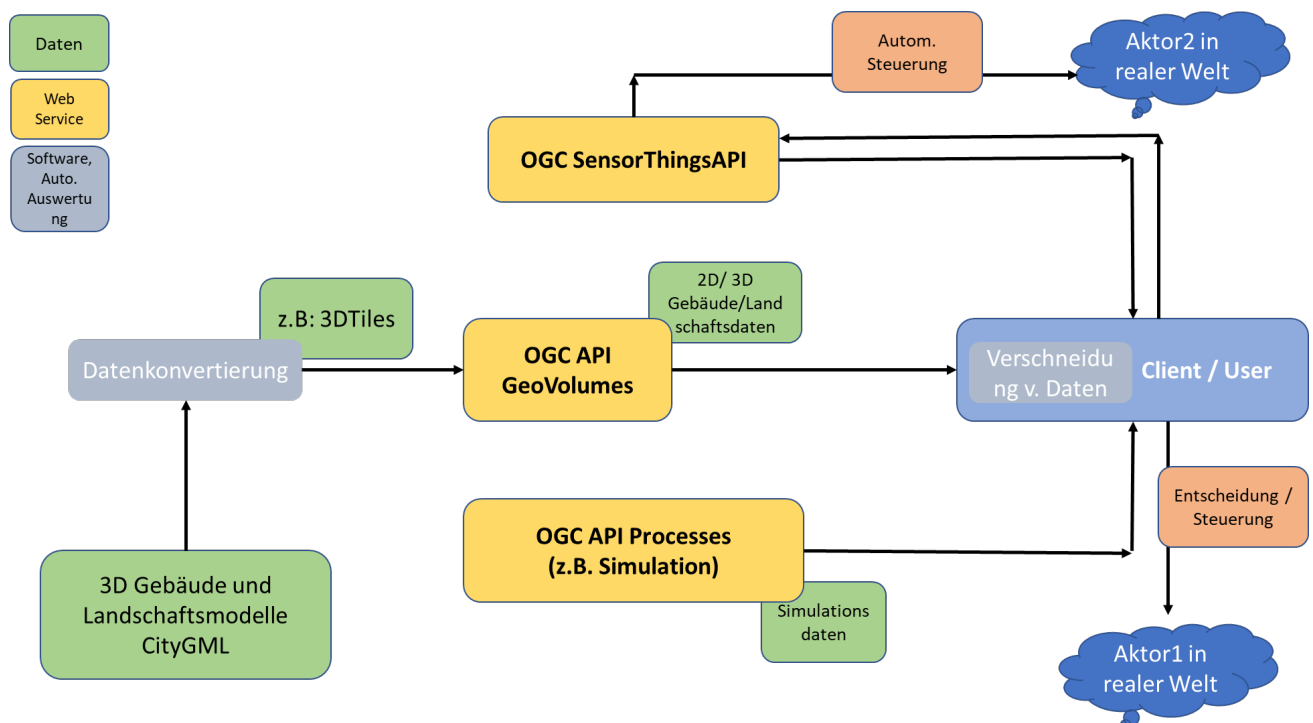 Daten
Web
Service
Software,
Auto.
Auswertu
ng
Autom.
Steuerung
Aktor2 in
realer Welt
OGC SensorThingsAPI
z.B: 3DTiles
2D/ 3D
Gebäude/Land
schaftsdaten
Datenkonvertierung
OGC API
GeoVolumes
Verschneidu
ng v. Daten
Client / User
3D Gebäude und
Landschaftsmodelle
CityGML
OGC API Processes
(z.B. Simulation)
Simulations
daten
Entscheidung /
Steuerung
Aktor1 in
realer Welt